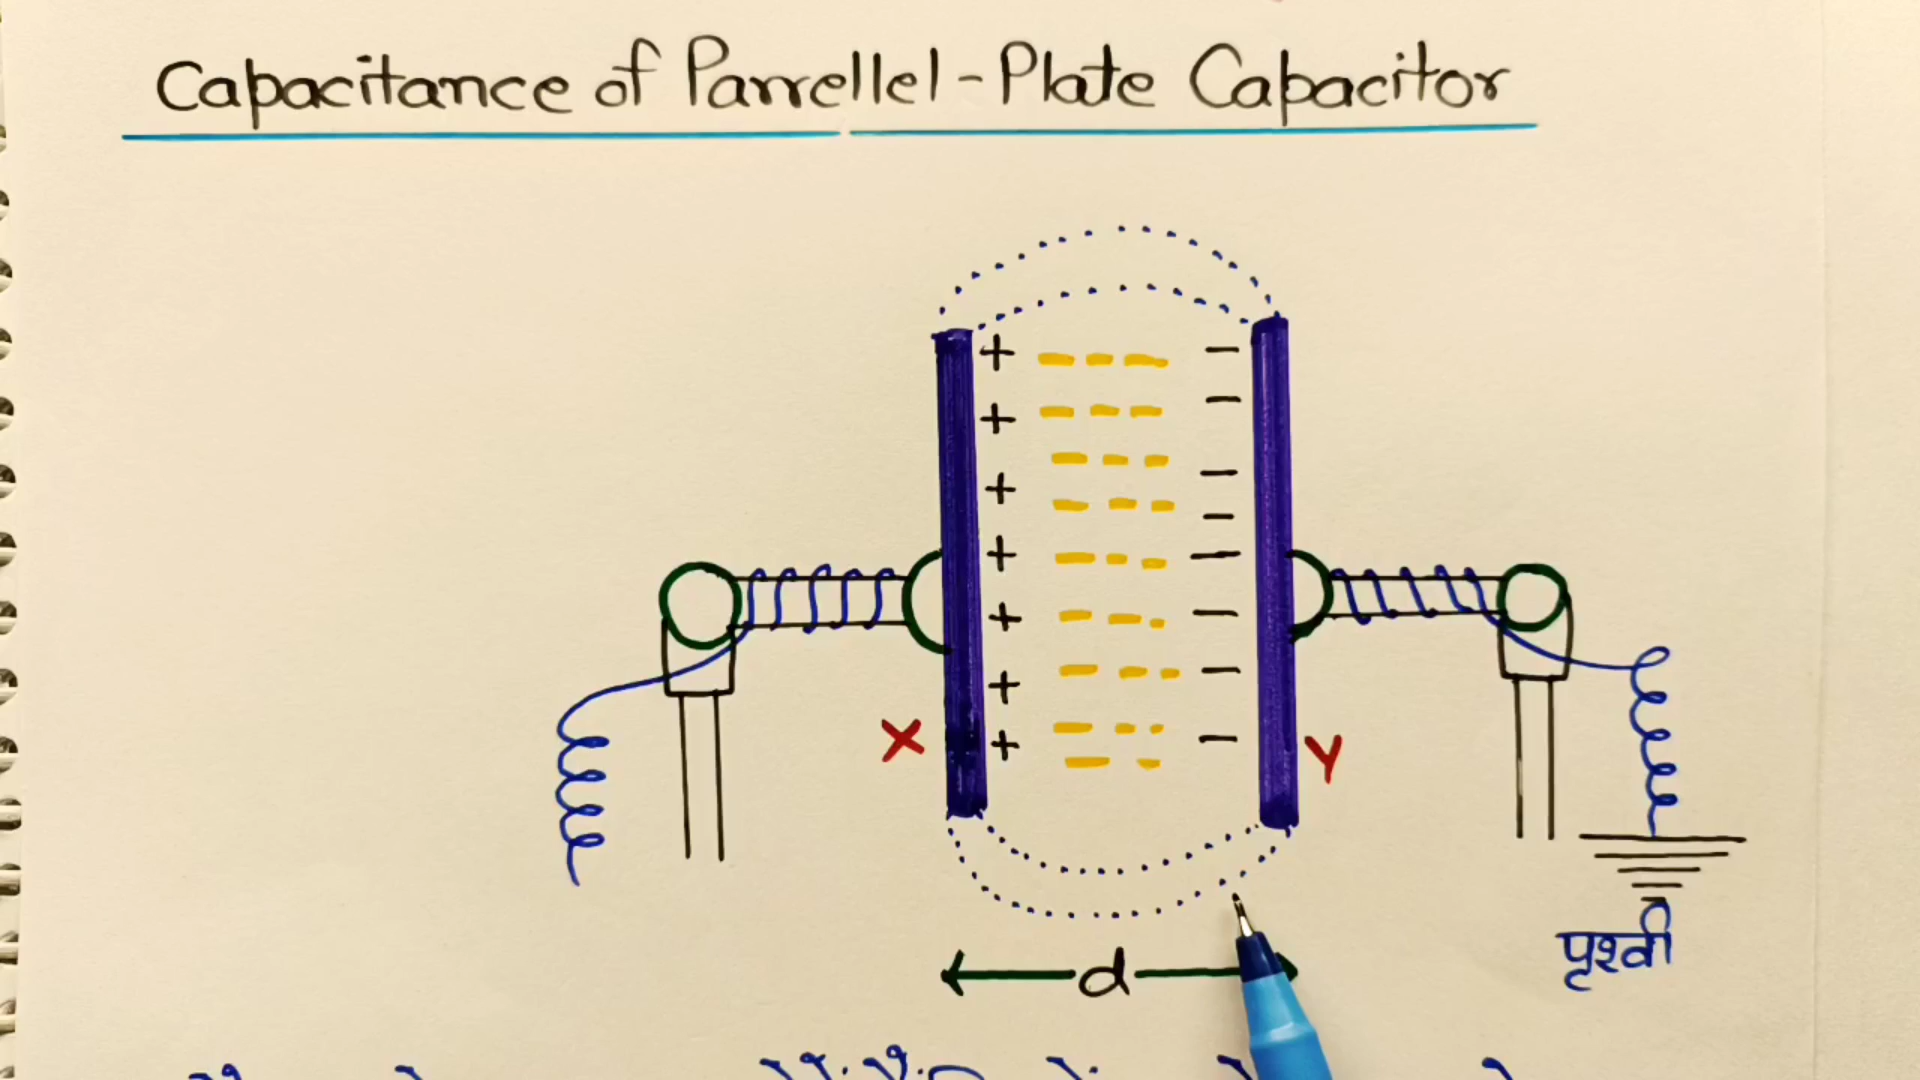 Capacitance of Parrellel-Plate Capacitor
+ −
+ −
+ −
−
+ −
+ −
+ −
X + − Y
पृथ्वी
d